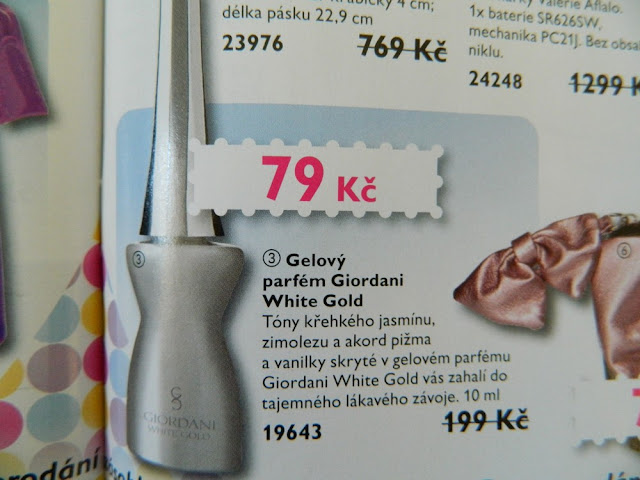 délka pásku 22,9 cm
23976 769 Kč
1x baterie SR626SW,
mechanika PC21J. Bez
niklu.
24248 1299 K
79 Kč
③ Gelový
parfém Giordani
White Gold
Tóny křehkého jasmínu,
zimolezu a akord pižma
a vanilky skryté v gelovém parfému
Giordani White Gold vás zahalí do
tajemného lákavého závoje. 10 ml
19643 199 Kč
③
GIORDANI
WHITE GOLD
⑥